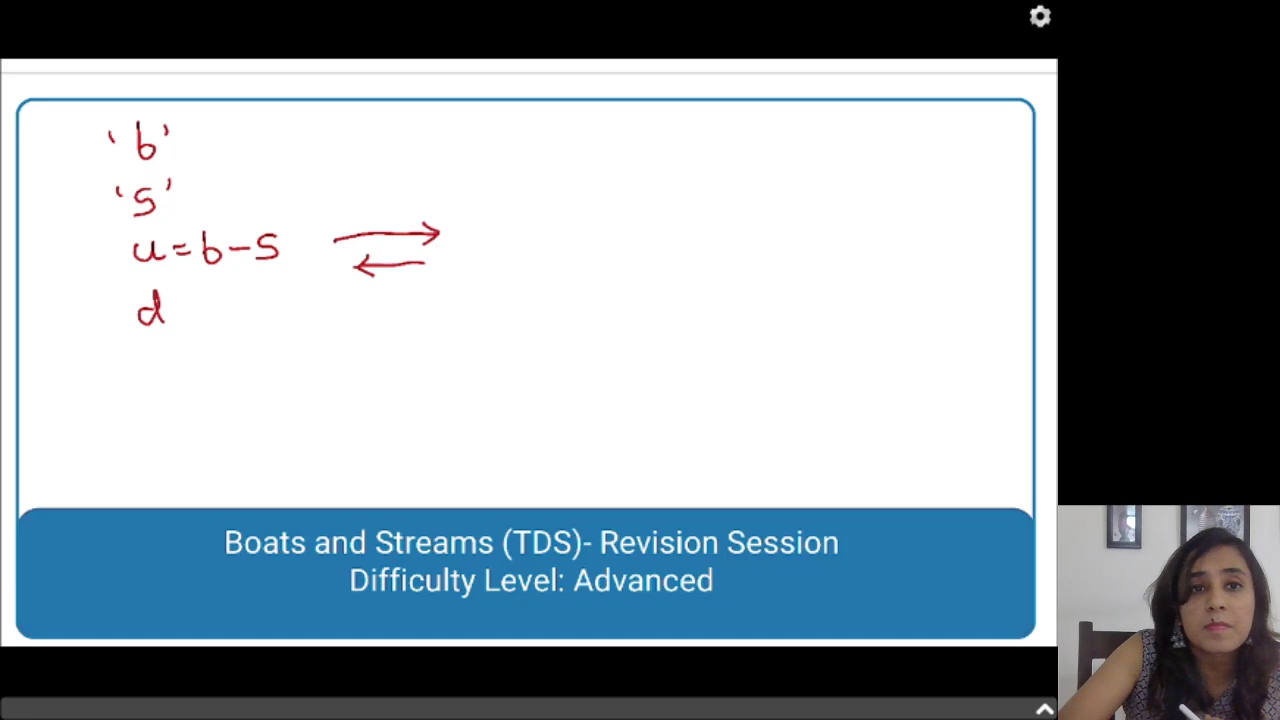 'b'
's'
u=b-s
d
Boats and Streams (TDS)- Revision Session
Difficulty Level: Advanced